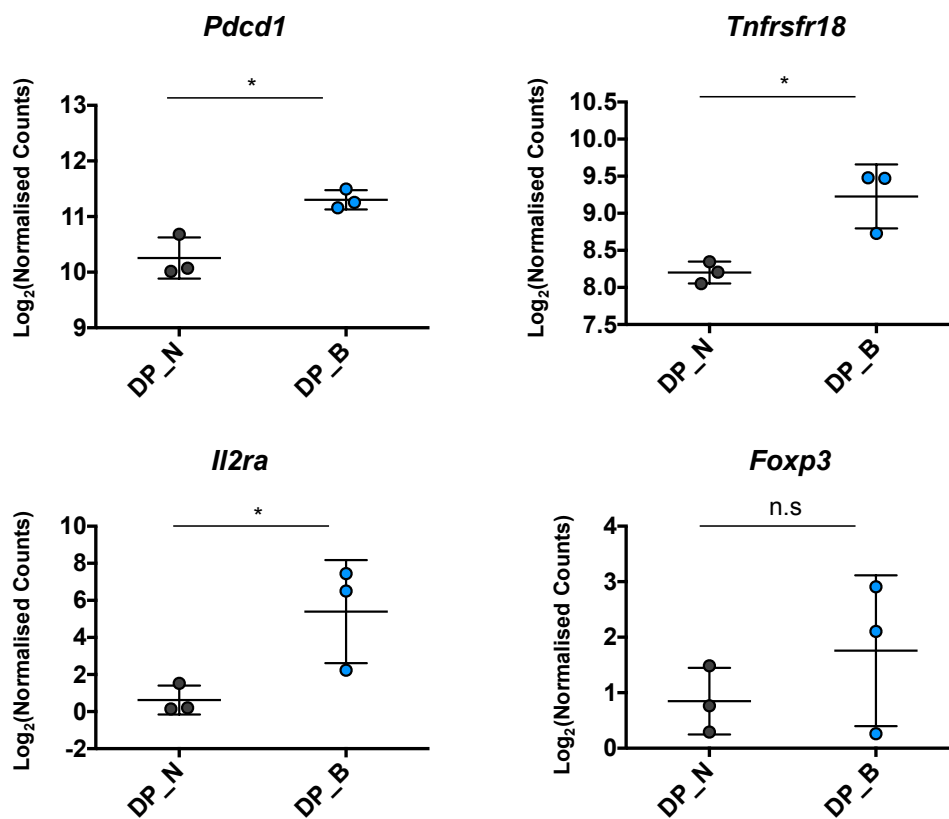 Pdcd1
*
Log2(Normalised Counts)
13
12
11
10
9
DP_N
DP_B
Tnfrsfr18
*
Log2(Normalised Counts)
10.5
10.0
9.5
9.0
8.5
8.0
7.5
DP_N
DP_B
Il2ra
*
Log2(Normalised Counts)
10
8
6
4
2
0
-2
DP_N
DP_B
Foxp3
n.s
Log2(Normalised Counts)
4
3
2
1
0
DP_N
DP_B